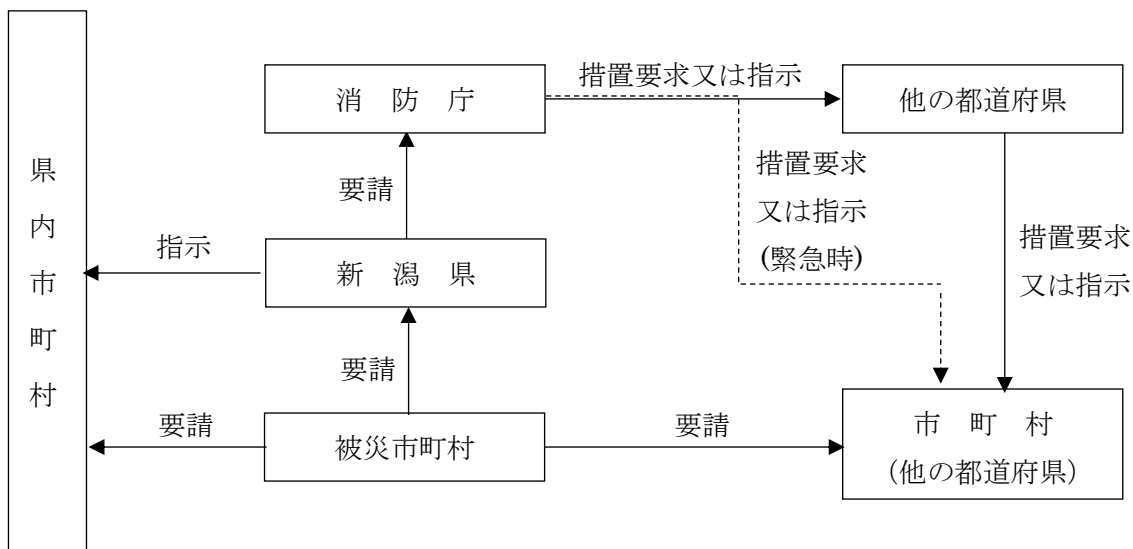 県内市町村
消 防 庁
措置要求又は指示
他の都道府県
要請
措置要求
又は指示
(緊急時)
措置要求
又は指示
指示
新 潟 県
要請
要請
被災市町村
要請
市 町 村
(他の都道府県)